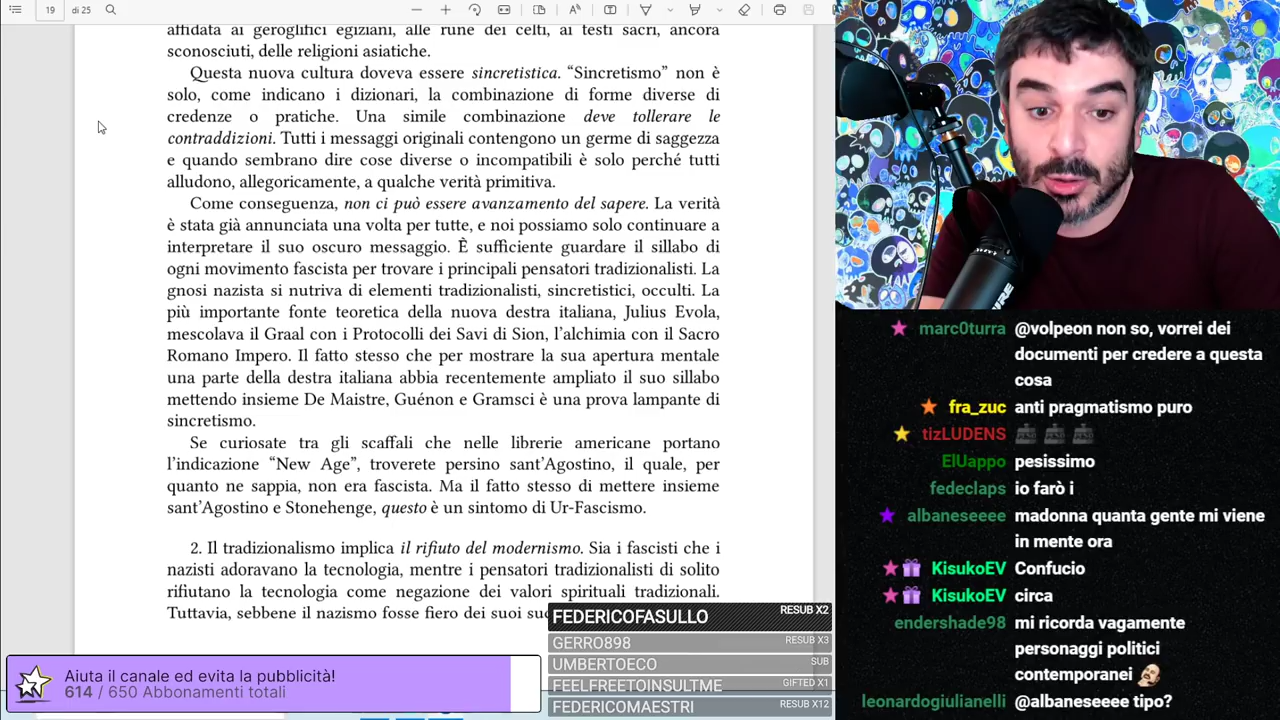 19 di 25
affidata ai geroglifici egiziani, alle rune dei celti, ai testi sacri, ancora
sconosciuti, delle religioni asiatiche.
Questa nuova cultura doveva essere sincretistica. “Sincretismo” non è
solo, come indicano i dizionari, la combinazione di forme diverse di
credenze o pratiche. Una simile combinazione deve tollerare le
contraddizioni. Tutti i messaggi originali contengono un germe di saggezza
e quando sembrano dire cose diverse o incompatibili è solo perché tutti
alludono, allegoricamente, a qualche verità primitiva.
Come conseguenza, non ci può essere avanzamento del sapere. La verità
è stata già annunciata una volta per tutte, e noi possiamo solo continuare a
interpretare il suo oscuro messaggio. È sufficiente guardare il sillabo di
ogni movimento fascista per trovare i principali pensatori tradizionalisti. La
gnosi nazista si nutriva di elementi tradizionalisti, sincretistici, occulti. La
più importante fonte teoretica della nuova destra italiana, Julius Evola,
mescolava il Graal con i Protocolli dei Savi di Sion, l’alchimia con il Sacro
Romano Impero. Il fatto stesso che per mostrare la sua apertura mentale
una parte della destra italiana abbia recentemente ampliato il suo sillabo
mettendo insieme De Maistre, Guénon e Gramsci è una prova lampante di
sincretismo.
Se curiosate tra gli scaffali che nelle librerie americane portano
l’indicazione “New Age”, troverete persino sant’Agostino, il quale, per
quanto ne sappia, non era fascista. Ma il fatto stesso di mettere insieme
sant’Agostino e Stonehenge, questo è un sintomo di Ur-Fascismo.
2. Il tradizionalismo implica il rifiuto del modernismo. Sia i fascisti che i
nazisti adoravano la tecnologia, mentre i pensatori tradizionalisti di solito
rifiutano la tecnologia come negazione dei valori spirituali tradizionali.
Tuttavia, sebbene il nazismo fosse fiero dei suoi
Aiuta il canale ed evita la pubblicità!
614 / 650 Abbonamenti totali
FEDERICOFASULLO RESUB X2
GERRO898 RESUB X3
UMBERTOECO SUB
FEELFREETOINSULTME GIFTED X1
FEDERICOMAESTRI RESUB X12
marc0turra @volpeon non so, vorrei dei
documenti per credere a questa
cosa
fra_zuc anti pragmatismo puro
tizLUDENS
ElUappo pesissimo
fedeclaps io farò i
albaneseeee madonna quanta gente mi viene
in mente ora
KisukoEV Confucio
KisukoEV circa
endershade98 mi ricorda vagamente
personaggi politici
contemporanei
leonardogiulianelli @albaneseeee tipo?